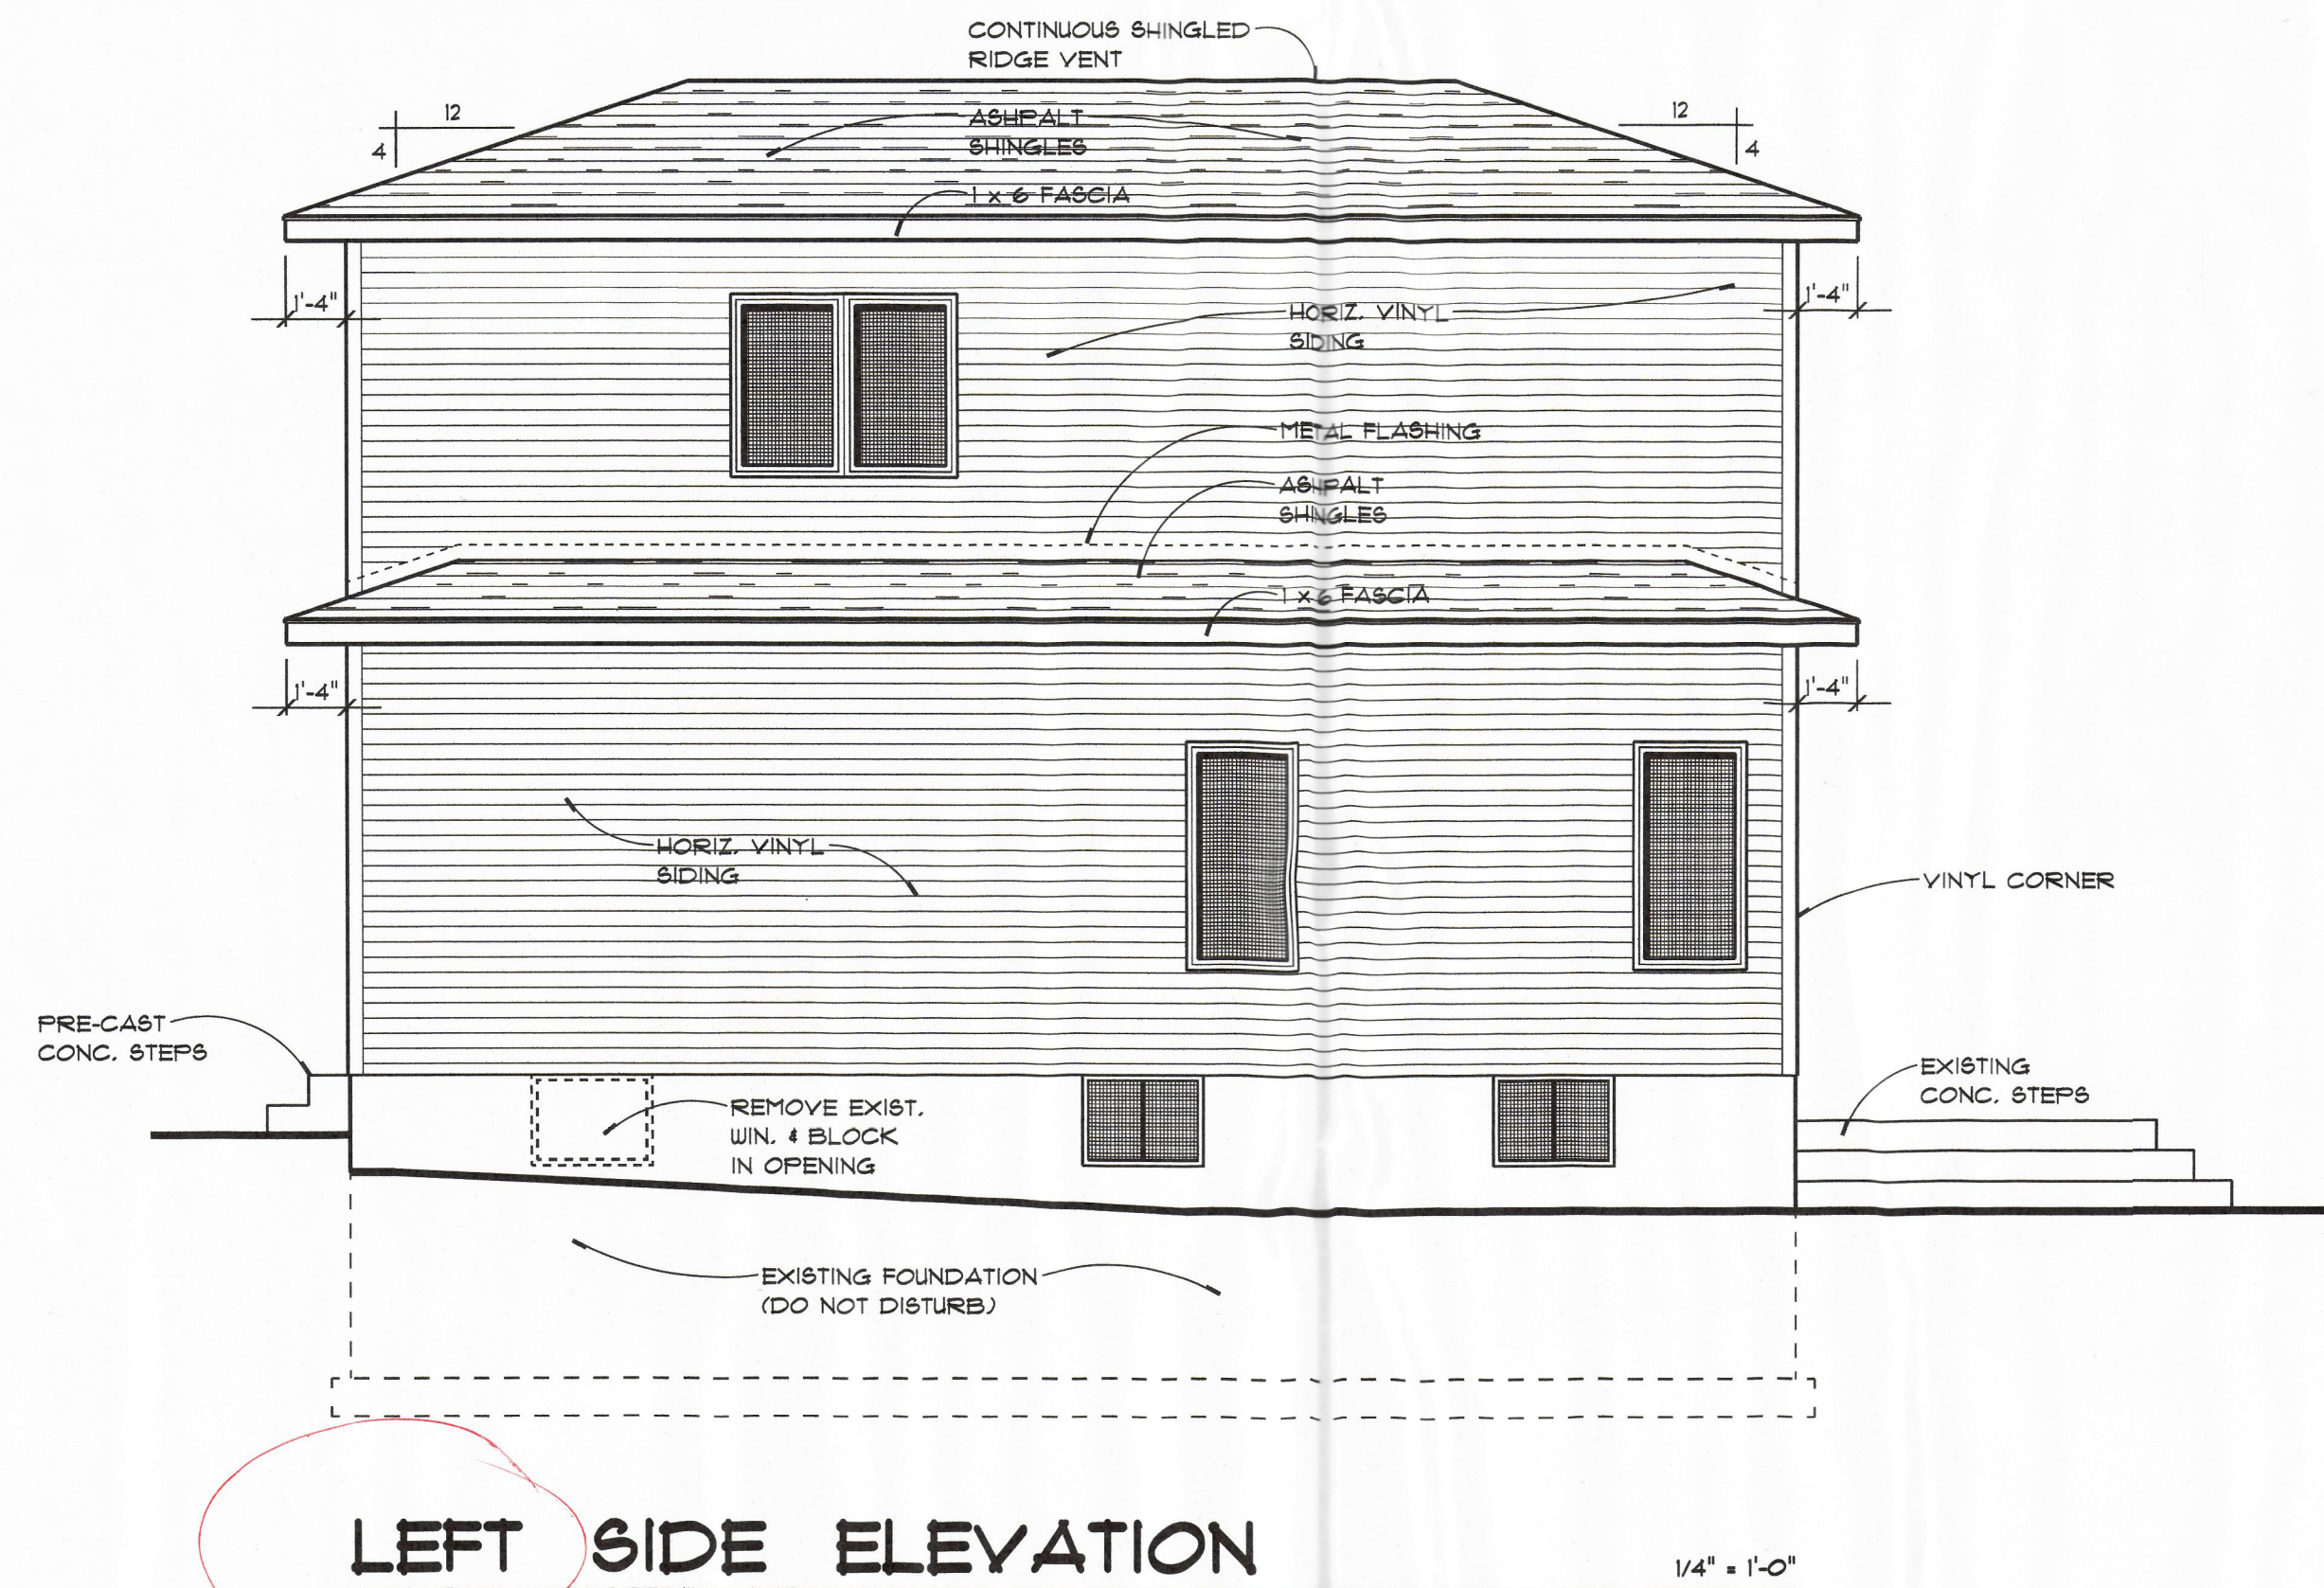 CONTINUOUS SHINGLED
RIDGE VENT
12
4
ASHPALT
SHINGLES
12
4
1 x 6 FASCIA
1'-4"
HORIZ. VINYL
SIDING
1'-4"
METAL FLASHING
ASHPALT
SHINGLES
1 x 6 FASCIA
1'-4"
1'-4"
HORIZ. VINYL
SIDING
VINYL CORNER
PRE-CAST
CONC. STEPS
EXISTING
CONC. STEPS
REMOVE EXIST.
WIN. & BLOCK
IN OPENING
EXISTING FOUNDATION
(DO NOT DISTURB)
LEFT SIDE ELEVATION
1/4" = 1'-0"